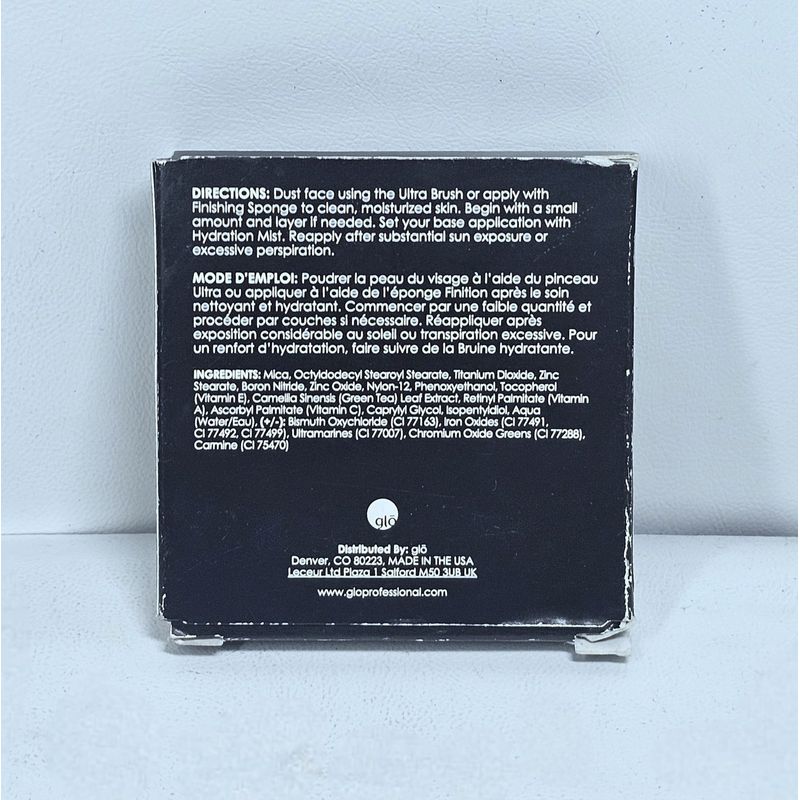 DIRECTIONS: Dust face using the Ultra Brush or apply with
Finishing Sponge to clean, moisturized skin. Begin with a small
amount and layer if needed. Set your base application with
Hydration Mist. Reapply after substantial sun exposure or
excessive perspiration.
MODE D'EMPLOI: Poudrer la peau du visage à l'aide du pinceau
Ultra ou appliquer à l'aide de l'éponge Finition après le soin
nettoyant et hydratant. Commencer par une faible quantité et
procéder par couches si nécessaire. Réappliquer après
exposition considérable au soleil ou transpiration excessive. Pour
un renfort d'hydratation, faire suivre de la Bruine hydratante.
INGREDIENTS: Mica, Octyldodecyl Stearoyl Stearate, Titanium Dioxide, Zinc
Stearate, Boron Nitride, Zinc Oxide, Nylon-12, Phenoxyethanol, Tocopherol
(Vitamin E), Camellia Sinensis (Green Tea) Leaf Extract, Retinyl Palmitate (Vitamin
A), Ascorbyl Palmitate (Vitamin C), Caprylyl Glycol, Isopentyldiol, Aqua
(Water/Eau), (+/-): Bismuth Oxychloride (CI 77163), Iron Oxides (CI 77491,
CI 77492, CI 77499), Ultramarines (CI 77007), Chromium Oxide Greens (CI 77288),
Carmine (CI 75470)
glō
Distributed By: glō
Denver, CO 80223, MADE IN THE USA
Leceur Ltd Plaza 1 Salford M50 3UB UK
www.gloprofessional.com